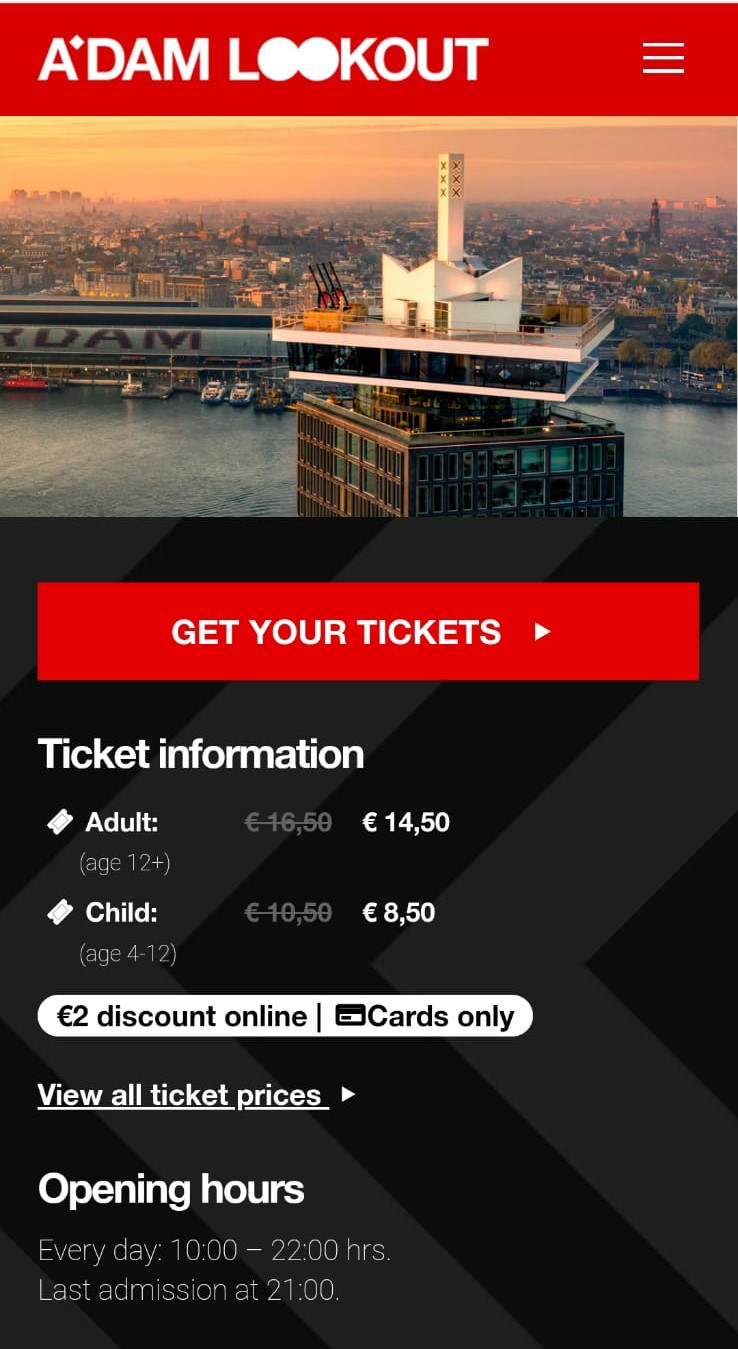 A'DAM LOOKOUT
RDAM
GET YOUR TICKETS
Ticket information
Adult: € 16,50 € 14,50
(age 12+)
Child: € 10,50 € 8,50
(age 4-12)
€2 discount online | Cards only
View all ticket prices
Opening hours
Every day: 10:00 – 22:00 hrs.
Last admission at 21:00.